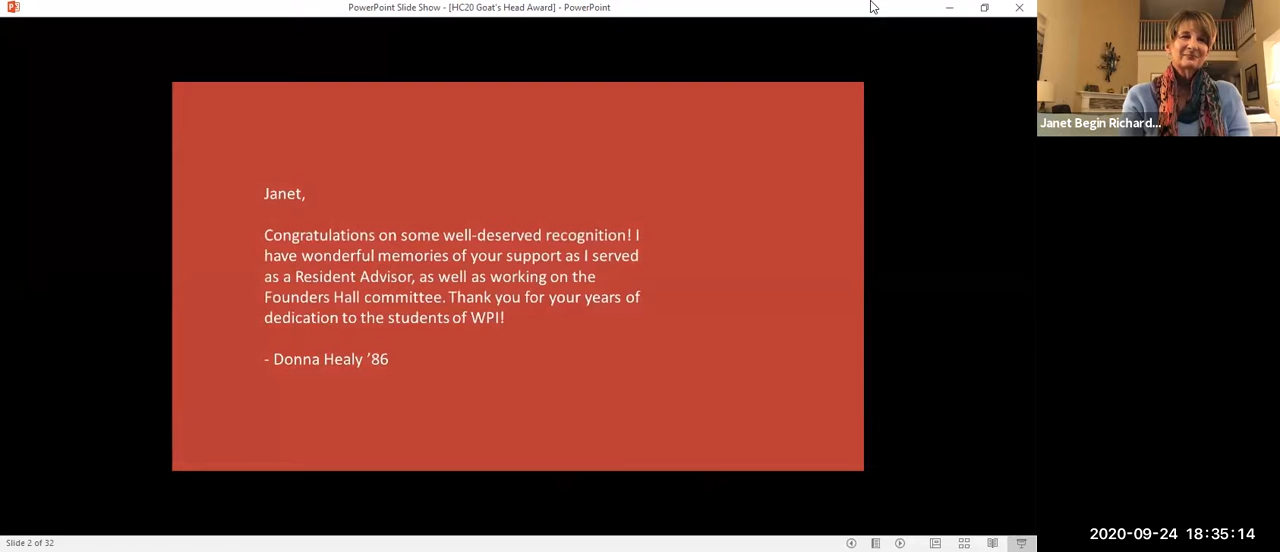 PowerPoint Slide Show - [HC20 Goat's Head Award] - PowerPoint
Janet Begin Richard...
Janet,
Congratulations on some well-deserved recognition! I
have wonderful memories of your support as I served
as a Resident Advisor, as well as working on the
Founders Hall committee. Thank you for your years of
dedication to the students of WPI!
- Donna Healy ’86
Slide 2 of 32
2020-09-24 18:35:14